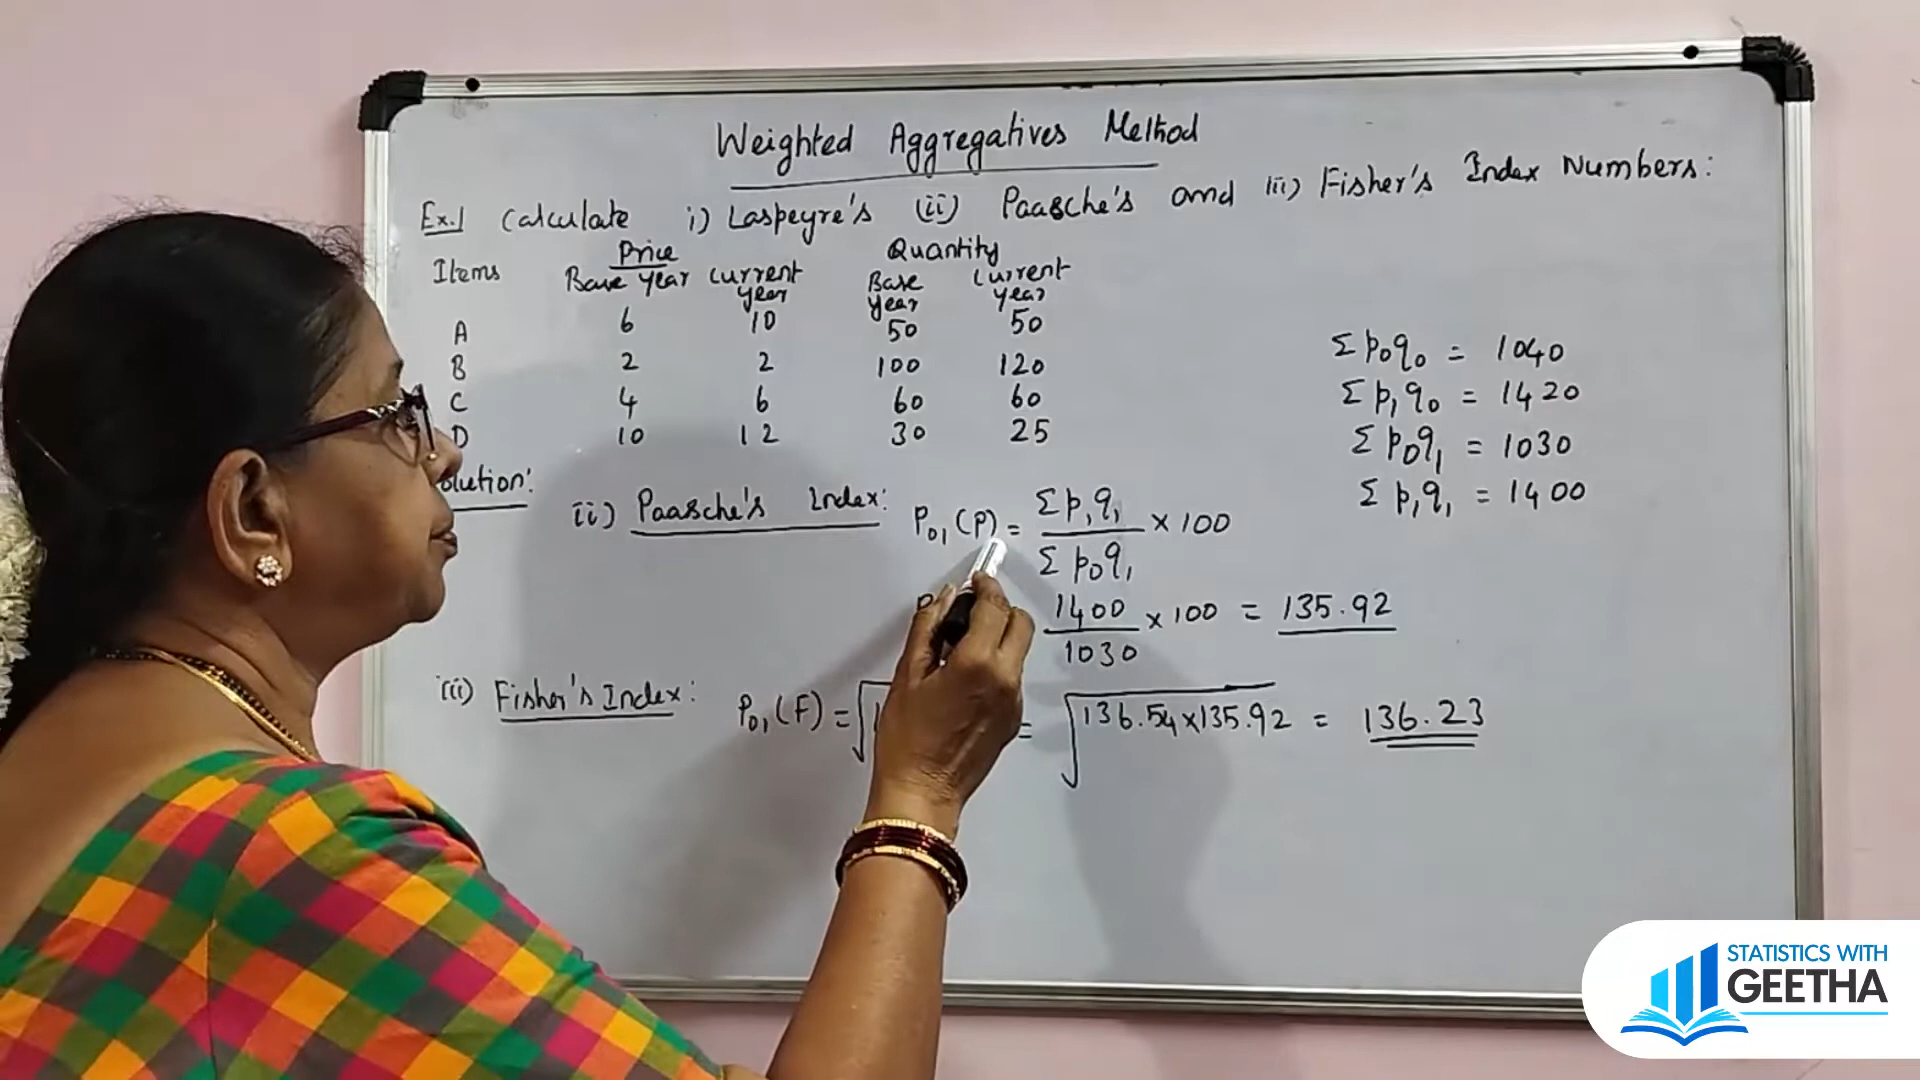 Weighted Aggregatives Method
Ex.1 Calculate i) Laspeyre's (ii) Paasche's and iii) Fisher's Index Numbers:
Price Quantity
Items Base Year Current year Base year Current year
A 6 10 50 50
B 2 2 100 120
C 4 6 60 60
D 10 12 30 25
Σp₀q₀ = 1040
Σp₁q₀ = 1420
Σp₀q₁ = 1030
Σp₁q₁ = 1400
olution:
ii) Paasche's Index: P₀₁(P) = Σp₁q₁ / Σp₀q₁ × 100
1400 / 1030 × 100 = 135.92
iii) Fisher's Index: P₀₁(F) = √ = √136.54×135.92 = 136.23
STATISTICS WITH
GEETHA